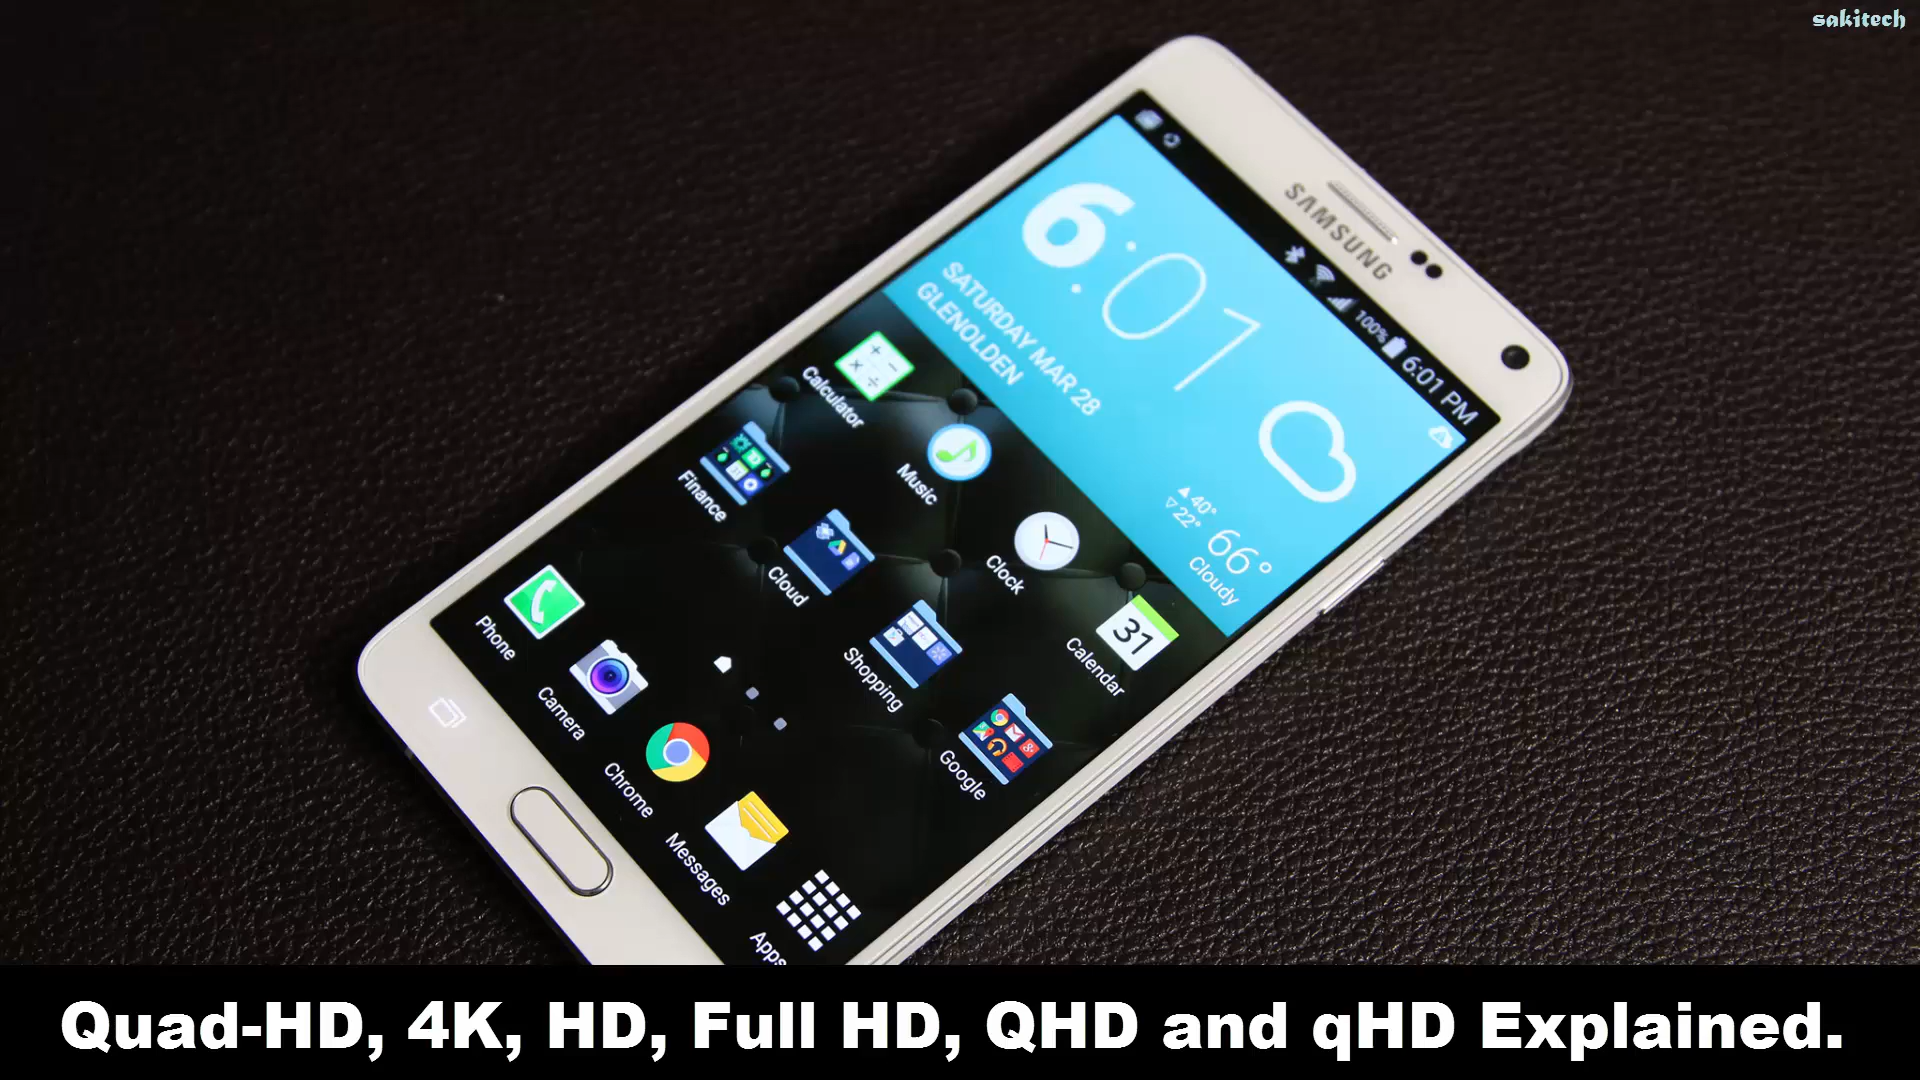 sakitech
SAMSUNG
100% 6:01 PM
6:01
SATURDAY MAR 28
GLENOLDEN
▲40°
▽22°
66°
Cloudy
Calculator
Music
Clock
31
Calendar
Finance
Cloud
Shopping
Google
Phone
Camera
Chrome
Messages
Apps
Quad-HD, 4K, HD, Full HD, QHD and qHD Explained.